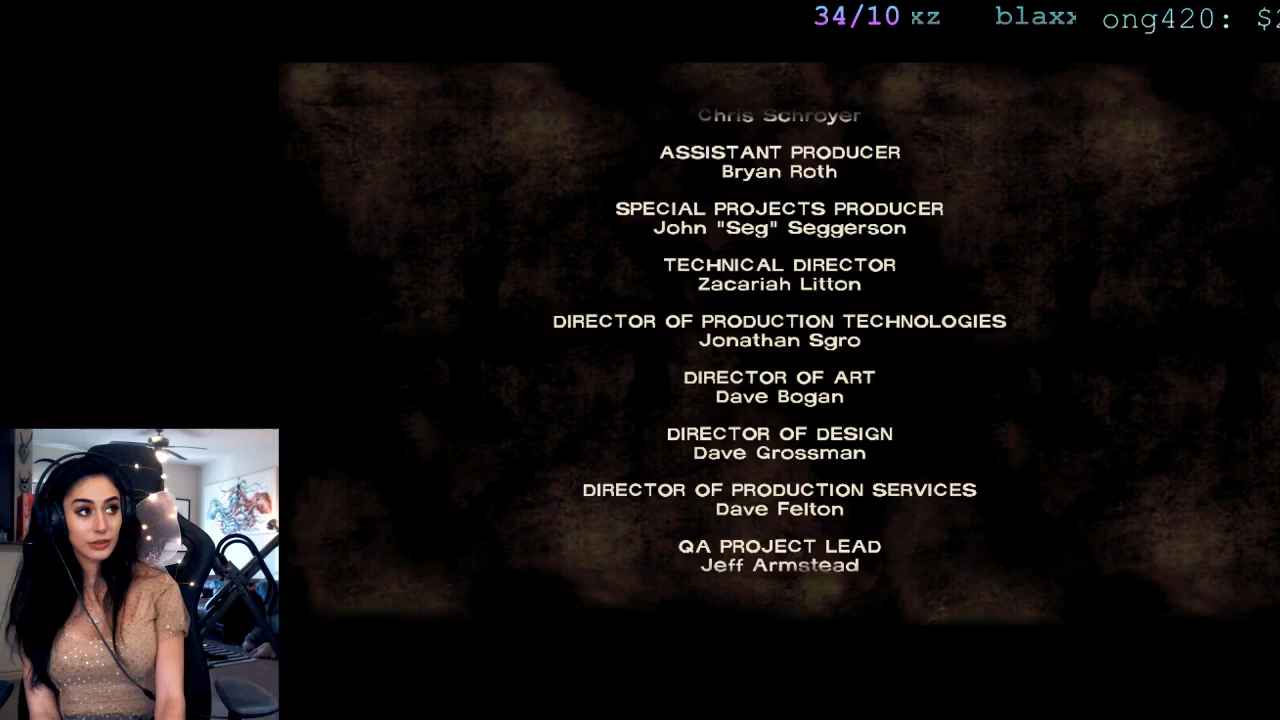 34/10 xz blaxx ong420: $
Chris Schroyer
ASSISTANT PRODUCER
Bryan Roth
SPECIAL PROJECTS PRODUCER
John "Seg" Seggerson
TECHNICAL DIRECTOR
Zacariah Litton
DIRECTOR OF PRODUCTION TECHNOLOGIES
Jonathan Sgro
DIRECTOR OF ART
Dave Bogan
DIRECTOR OF DESIGN
Dave Grossman
DIRECTOR OF PRODUCTION SERVICES
Dave Felton
QA PROJECT LEAD
Jeff Armstead